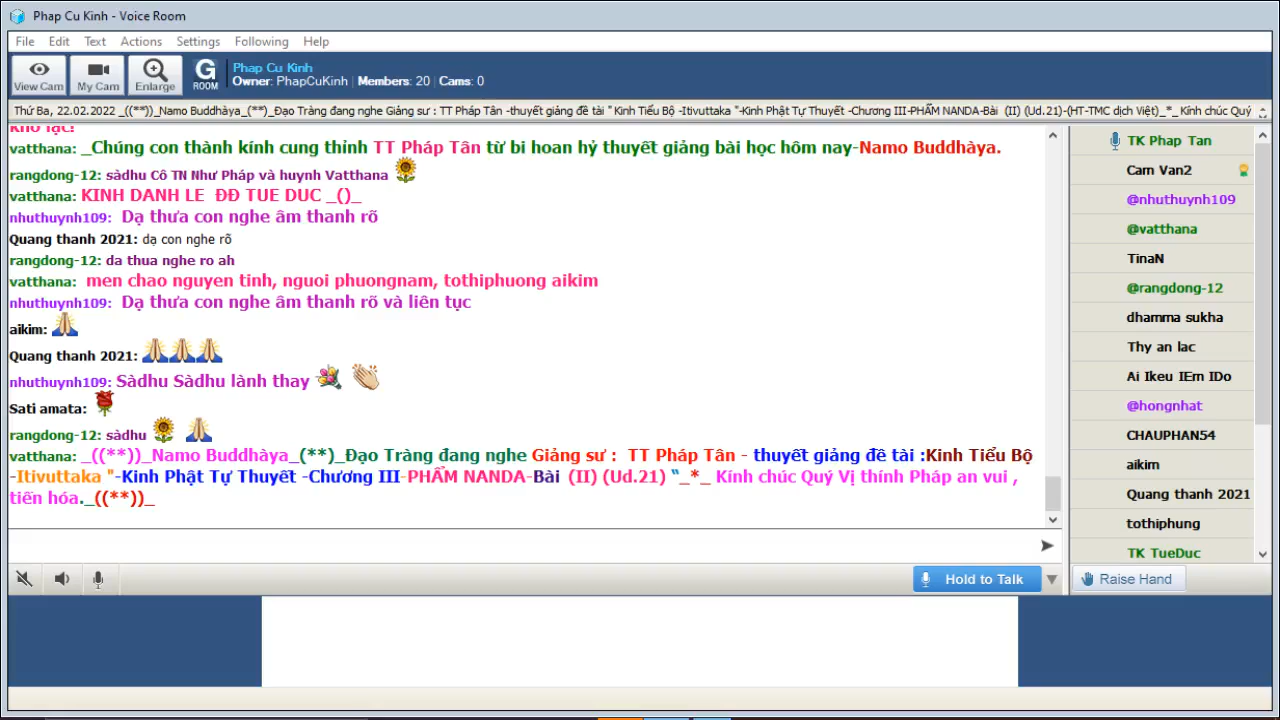 Phap Cu Kinh - Voice Room
File Edit Text Actions Settings Following Help
View Cam My Cam Enlarge G ROOM
Phap Cu Kinh
Owner: PhapCuKinh | Members: 20 | Cams: 0
Thứ Ba, 22.02.2022 _((**))_Namo Buddhàya_(**)_Đạo Tràng đang nghe Giảng sư : TT Pháp Tân -thuyết giảng đề tài " Kinh Tiểu Bộ -Itivuttaka "-Kinh Phật Tự Thuyết -Chương III-PHẨM NANDA-Bài (II) (Ud.21)-(HT-TMC dịch Việt)_*_ Kính chúc Quý
khổ lạc!
vatthana: _Chúng con thành kính cung thỉnh TT Pháp Tân từ bi hoan hỷ thuyết giảng bài học hôm nay-Namo Buddhàya.
rangdong-12: sàdhu Cô TN Như Pháp và huynh Vatthana
vatthana: KINH DANH LE ĐĐ TUE DUC _()_
nhuthuynh109: Dạ thưa con nghe âm thanh rõ
Quang thanh 2021: dạ con nghe rõ
rangdong-12: da thua nghe ro ah
vatthana: men chao nguyen tinh, nguoi phuongnam, tothiphuong aikim
nhuthuynh109: Dạ thưa con nghe âm thanh rõ và liên tục
aikim: 🙏
Quang thanh 2021: 🙏🙏🙏
nhuthuynh109: Sàdhu Sàdhu lành thay
Sati amata:
rangdong-12: sàdhu
vatthana: _((**))_Namo Buddhàya_(**)_Đạo Tràng đang nghe Giảng sư : TT Pháp Tân - thuyết giảng đề tài :Kinh Tiểu Bộ
-Itivuttaka "-Kinh Phật Tự Thuyết -Chương III-PHẨM NANDA-Bài (II) (Ud.21) “_*_ Kính chúc Quý Vị thính Pháp an vui ,
tiến hóa._((**))_
Hold to Talk
TK Phap Tan
Cam Van2
@nhuthuynh109
@vatthana
TinaN
@rangdong-12
dhamma sukha
Thy an lac
Ai Ikeu IEm IDo
@hongnhat
CHAUPHAN54
aikim
Quang thanh 2021
tothiphung
TK TueDuc
Raise Hand